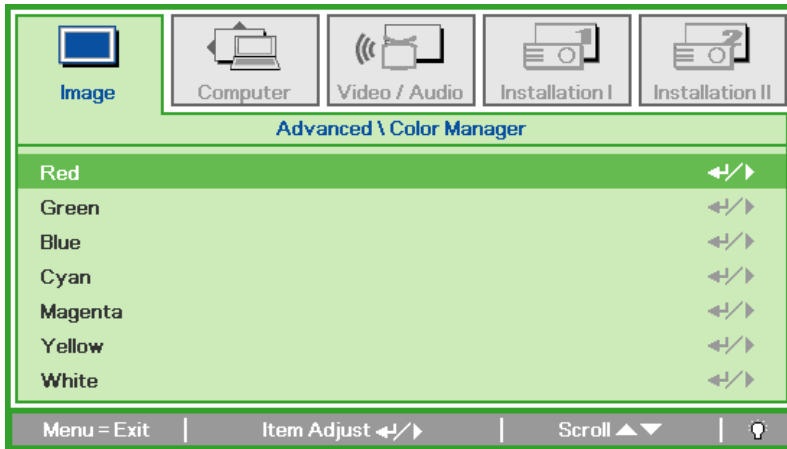 Image Computer Video / Audio Installation I Installation II
Advanced \ Color Manager
Red
Green
Blue
Cyan
Magenta
Yellow
White
Menu = Exit | Item Adjust ↵/▶ | Scroll ▲▼ |